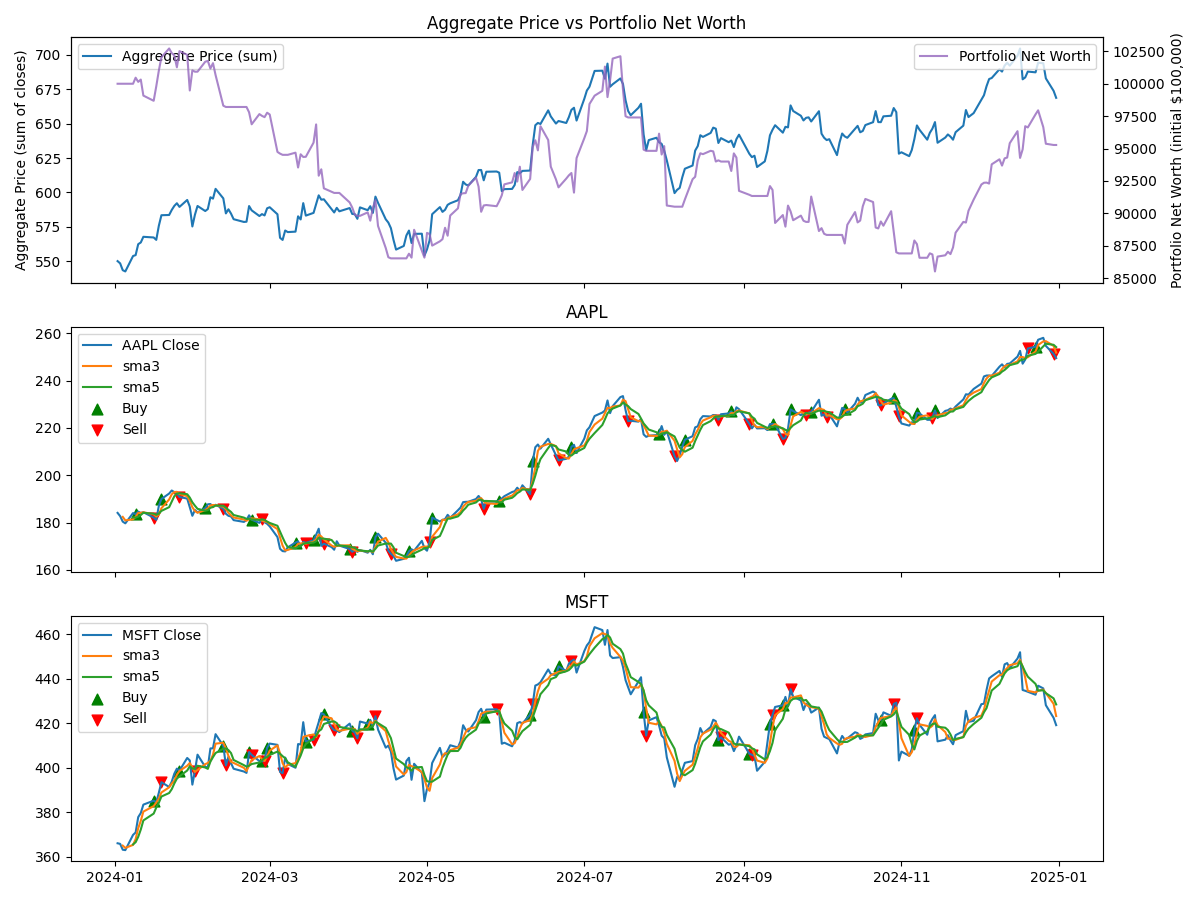 Aggregate Price vs Portfolio Net Worth
Aggregate Price (sum of closes)
700
675
650
625
600
575
550
Aggregate Price (sum)
Portfolio Net Worth
102500
100000
97500
95000
92500
90000
87500
85000
Portfolio Net Worth (initial $100,000)
AAPL
260
240
220
200
180
160
AAPL Close
sma3
sma5
Buy
Sell
MSFT
460
440
420
400
380
360
MSFT Close
sma3
sma5
Buy
Sell
2024-01
2024-03
2024-05
2024-07
2024-09
2024-11
2025-01